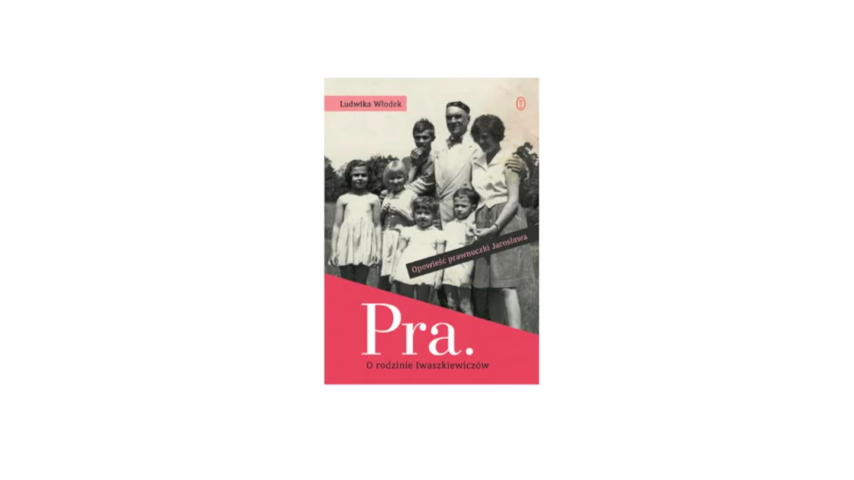 Ludwika Włodek
Opowieść prawnuczki Jarosława
Pra.
O rodzinie Iwaszkiewiczów